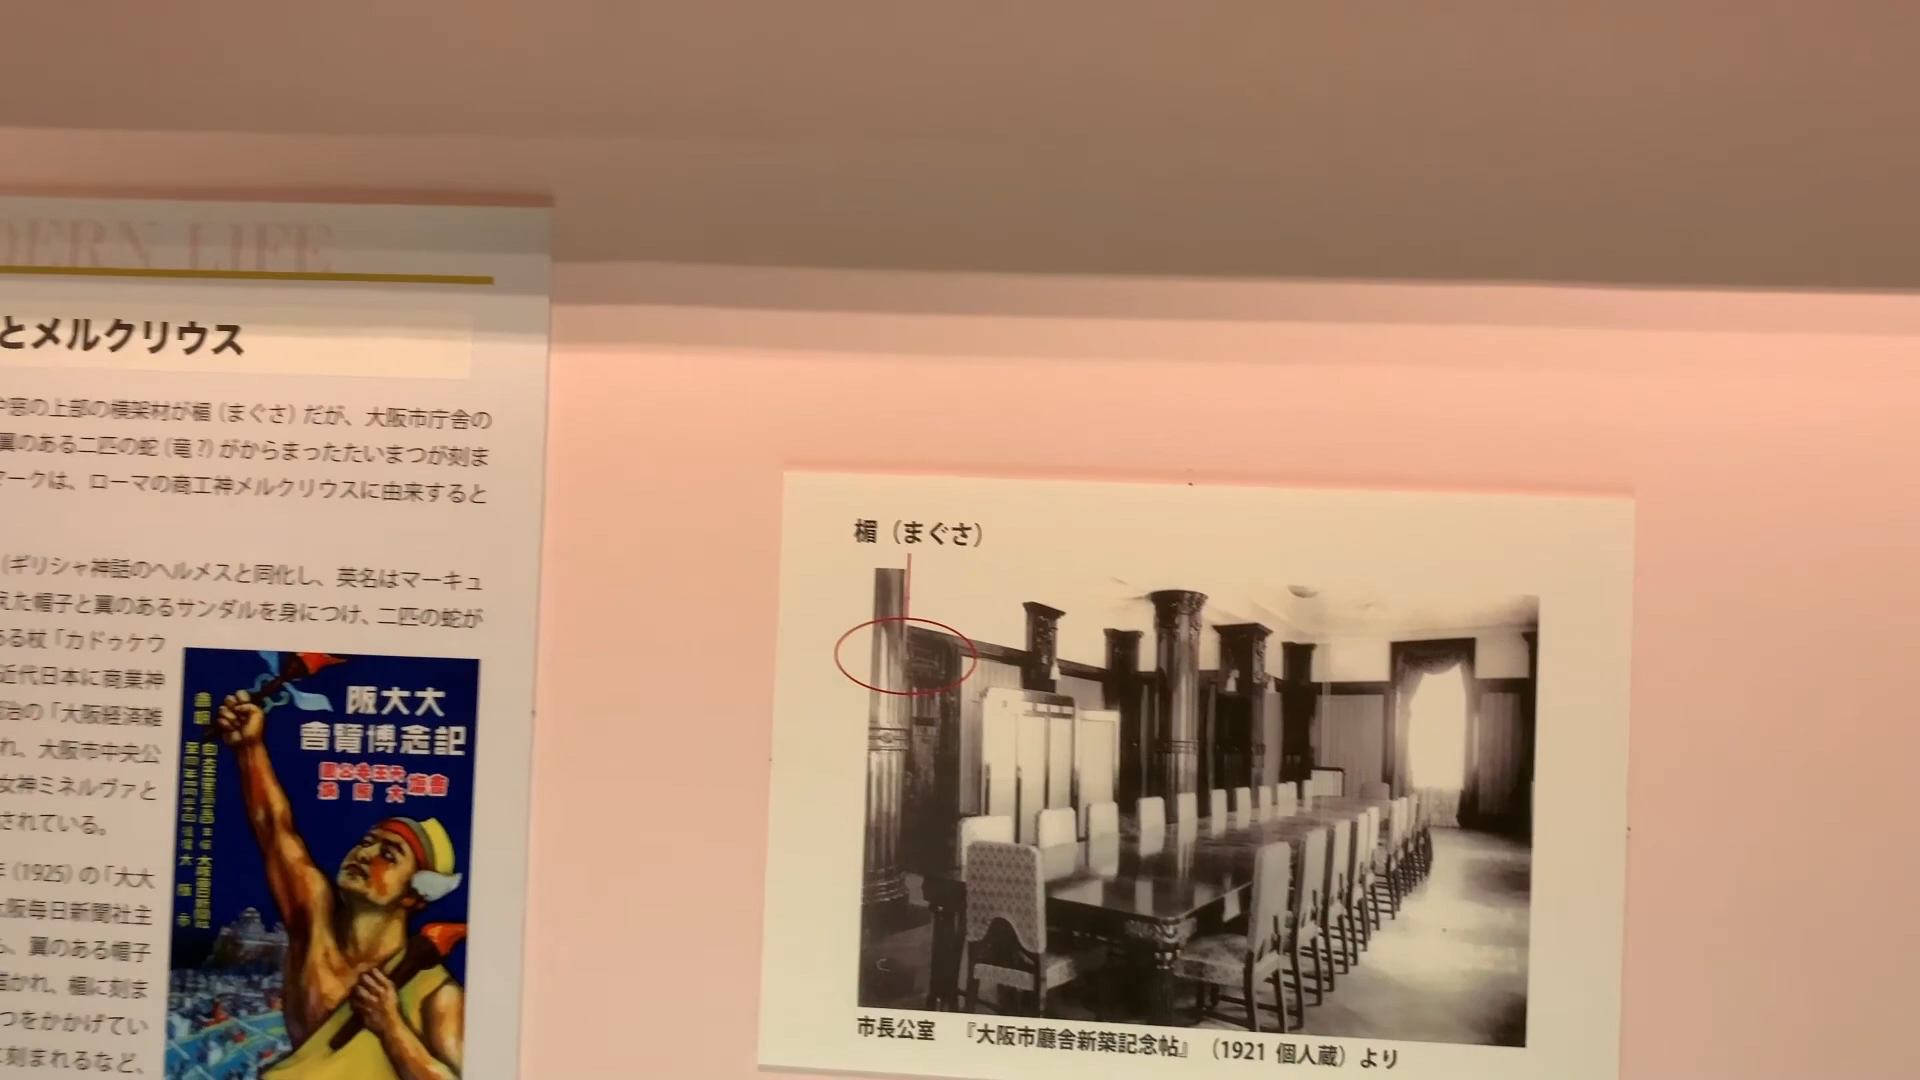 DERN LIFE
とメルクリウス
や窓の上部の横架材が楣（まぐさ）だが、大阪市庁舎の
翼のある二匹の蛇（竜？）がからまったたいまつが刻ま
マークは、ローマの商工神メルクリウスに由来すると
（ギリシャ神話のヘルメスと同化し、英名はマーキュ
えた帽子と翼のあるサンダルを身につけ、二匹の蛇が
ある杖「カドゥケウ
近代日本に商業神
治の「大阪経済雑
れ、大阪市中央公
女神ミネルヴァと
されている。
年（1925）の「大大
大阪毎日新聞社主
ら、翼のある帽子
描かれ、楣に刻ま
つをかかげてい
に刻まれるなど、
大大阪
記念博覽會
楣（まぐさ）
市長公室　『大阪市廳舎新築記念帖』（1921 個人蔵）より